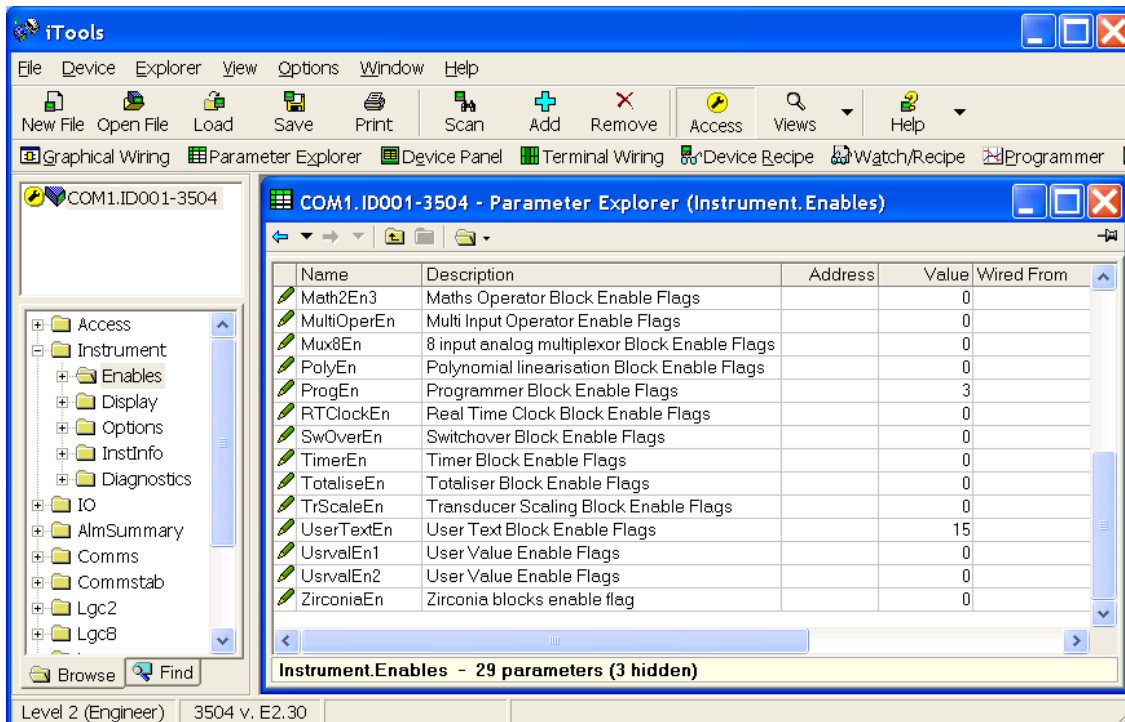 iTools
File Device Explorer View Options Window Help
New File Open File Load Save Print Scan Add Remove Access Views Help
Graphical Wiring Parameter Explorer Device Panel Terminal Wiring Device Recipe Watch/Recipe Programmer
COM1.ID001-3504
Access
Instrument
Enables
Display
Options
InstInfo
Diagnostics
IO
AlmSummary
Comms
Commstab
Lgc2
Lgc8
Browse Find
COM1.ID001-3504 - Parameter Explorer (Instrument.Enables)
Name Description Address Value Wired From
Math2En3 Maths Operator Block Enable Flags 0
MultiOperEn Multi Input Operator Enable Flags 0
Mux8En 8 input analog multiplexor Block Enable Flags 0
PolyEn Polynomial linearisation Block Enable Flags 0
ProgEn Programmer Block Enable Flags 3
RTClockEn Real Time Clock Block Enable Flags 0
SwOverEn Switchover Block Enable Flags 0
TimerEn Timer Block Enable Flags 0
TotaliseEn Totaliser Block Enable Flags 0
TrScaleEn Transducer Scaling Block Enable Flags 0
UserTextEn User Text Block Enable Flags 15
UsrvalEn1 User Value Enable Flags 0
UsrvalEn2 User Value Enable Flags 0
ZirconiaEn Zirconia blocks enable flag 0
Instrument.Enables - 29 parameters (3 hidden)
Level 2 (Engineer) 3504 v. E2.30